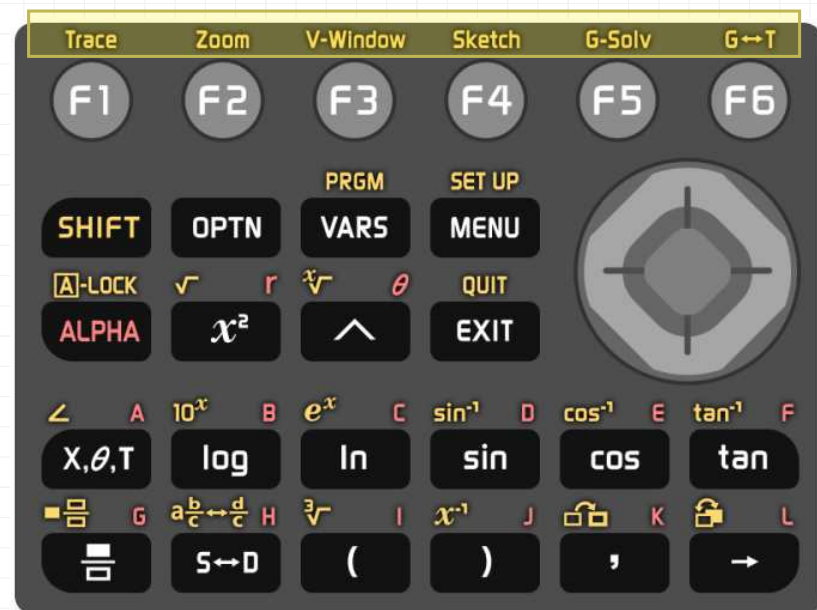 Trace Zoom V-Window Sketch G-Solv G↔T
F1 F2 F3 F4 F5 F6
PRGM SET UP
SHIFT OPTN VARS MENU
A-LOCK √ r ˣ√ θ QUIT
ALPHA x² ^ EXIT
∠ A 10ˣ B eˣ C sin⁻¹ D cos⁻¹ E tan⁻¹ F
X,θ,T log ln sin cos tan
■⊟ G a b/c↔d/c H ³√ I x⁻¹ J K L
S↔D ( ) , →